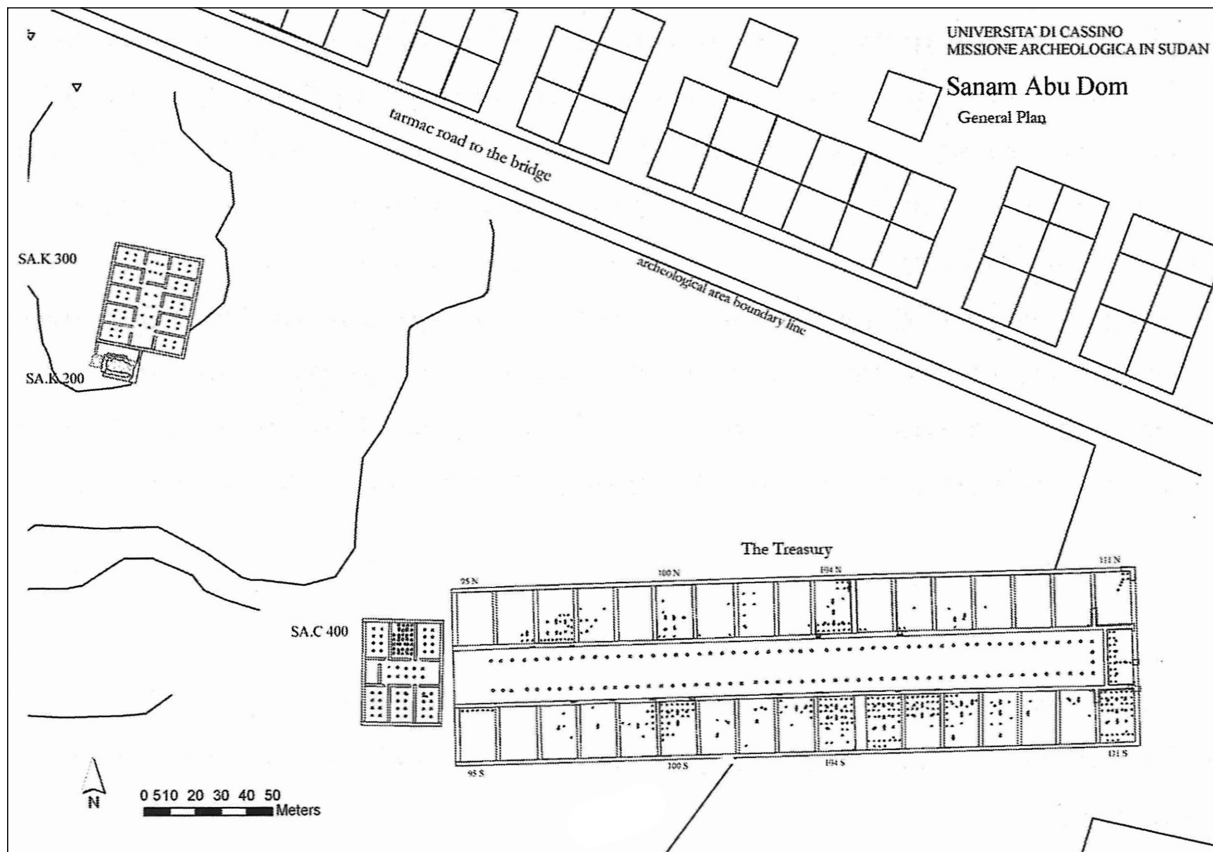 UNIVERSITA' DI CASSINO
MISSIONE ARCHEOLOGICA IN SUDAN
Sanam Abu Dom
General Plan
tarmac road to the bridge
archeological area boundary line
SA.K 300
SA.K 200
The Treasury
95 N
100 N
104 N
111 N
SA.C 400
95 S
100 S
104 S
111 S
N
0 5 10 20 30 40 50
Meters